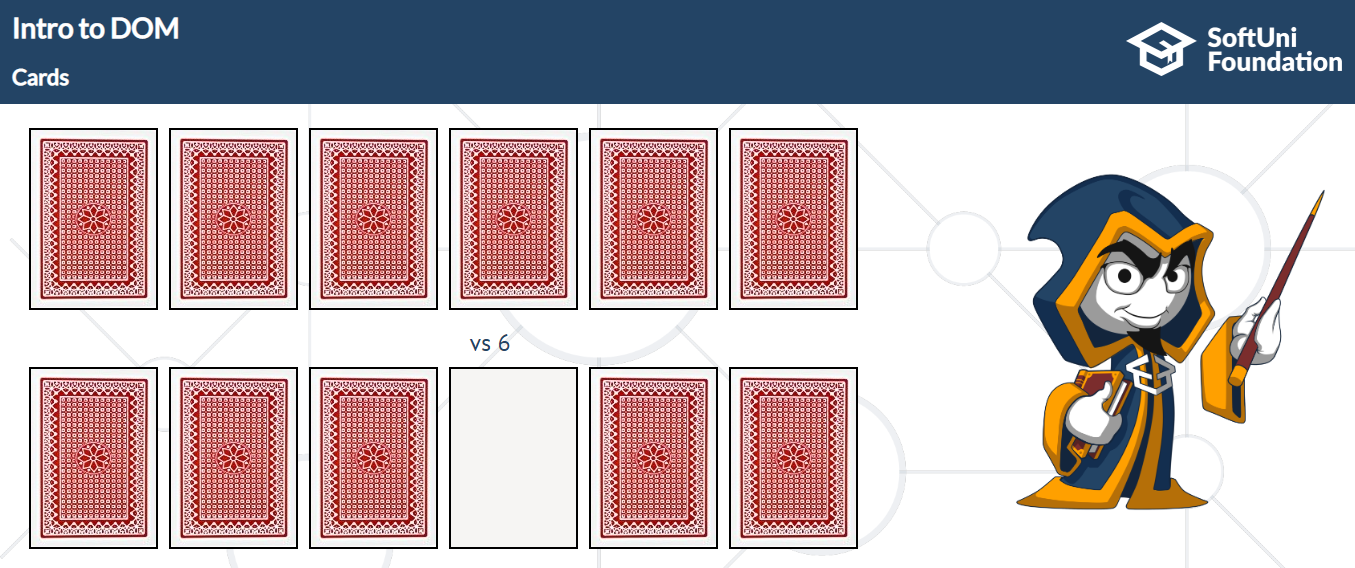 Intro to DOM
Cards
SoftUni
Foundation
vs 6